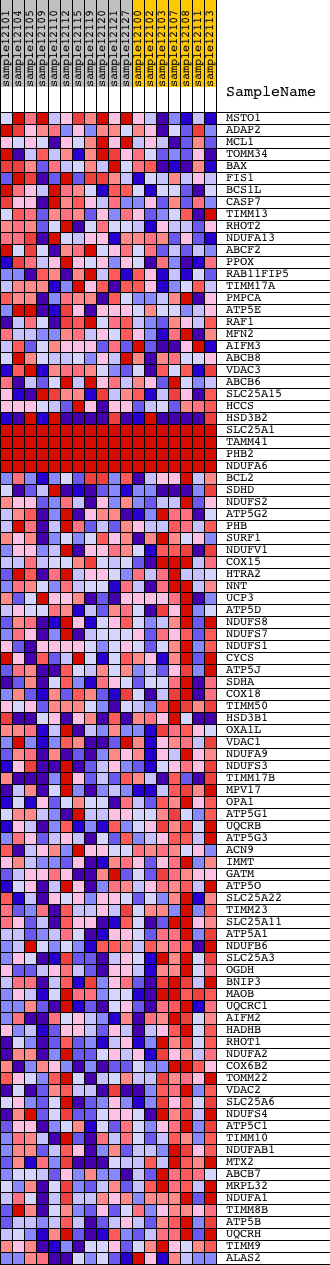 sample12101
sample12104
sample12105
sample12110
sample12112
sample12115
sample12119
sample12120
sample12127
sample12100
sample12102
sample12103
sample12107
sample12108
sample12111
SampleName
MSTO1
ADAP2
MCL1
TOMM34
BAX
FIS1
BCS1L
CASP7
TIMM13
RHOT2
NDUFA13
ABCF2
PPOX
RAB11FIP5
TIMM17A
PMPCA
ATP5E
RAF1
MFN2
AIFM3
ABCB8
VDAC3
ABCB6
SLC25A15
HCCS
HSD3B2
SLC25A1
TAMM41
PHB2
NDUFA6
BCL2
SDHD
NDUFS2
ATP5G2
PHB
SURF1
NDUFV1
COX15
HTRA2
NNT
UCP3
ATP5D
NDUFS8
NDUFS7
NDUFS1
CYCS
ATP5J
SDHA
COX18
TIMM50
HSD3B1
OXA1L
VDAC1
NDUFA9
NDUFS3
TIMM17B
MPV17
OPA1
ATP5G1
UQCRB
ATP5G3
ACN9
IMMT
GATM
ATP5O
SLC25A22
TIMM23
SLC25A11
ATP5A1
NDUFB6
SLC25A3
OGDH
BNIP3
MAOB
UQCRC1
AIFM2
HADHB
RHOT1
NDUFA2
COX6B2
TOMM22
VDAC2
SLC25A6
NDUFS4
ATP5C1
TIMM10
NDUFAB1
MTX2
ABCB7
MRPL32
NDUFA1
TIMM8B
ATP5B
UQCRH
TIMM9
ALAS2